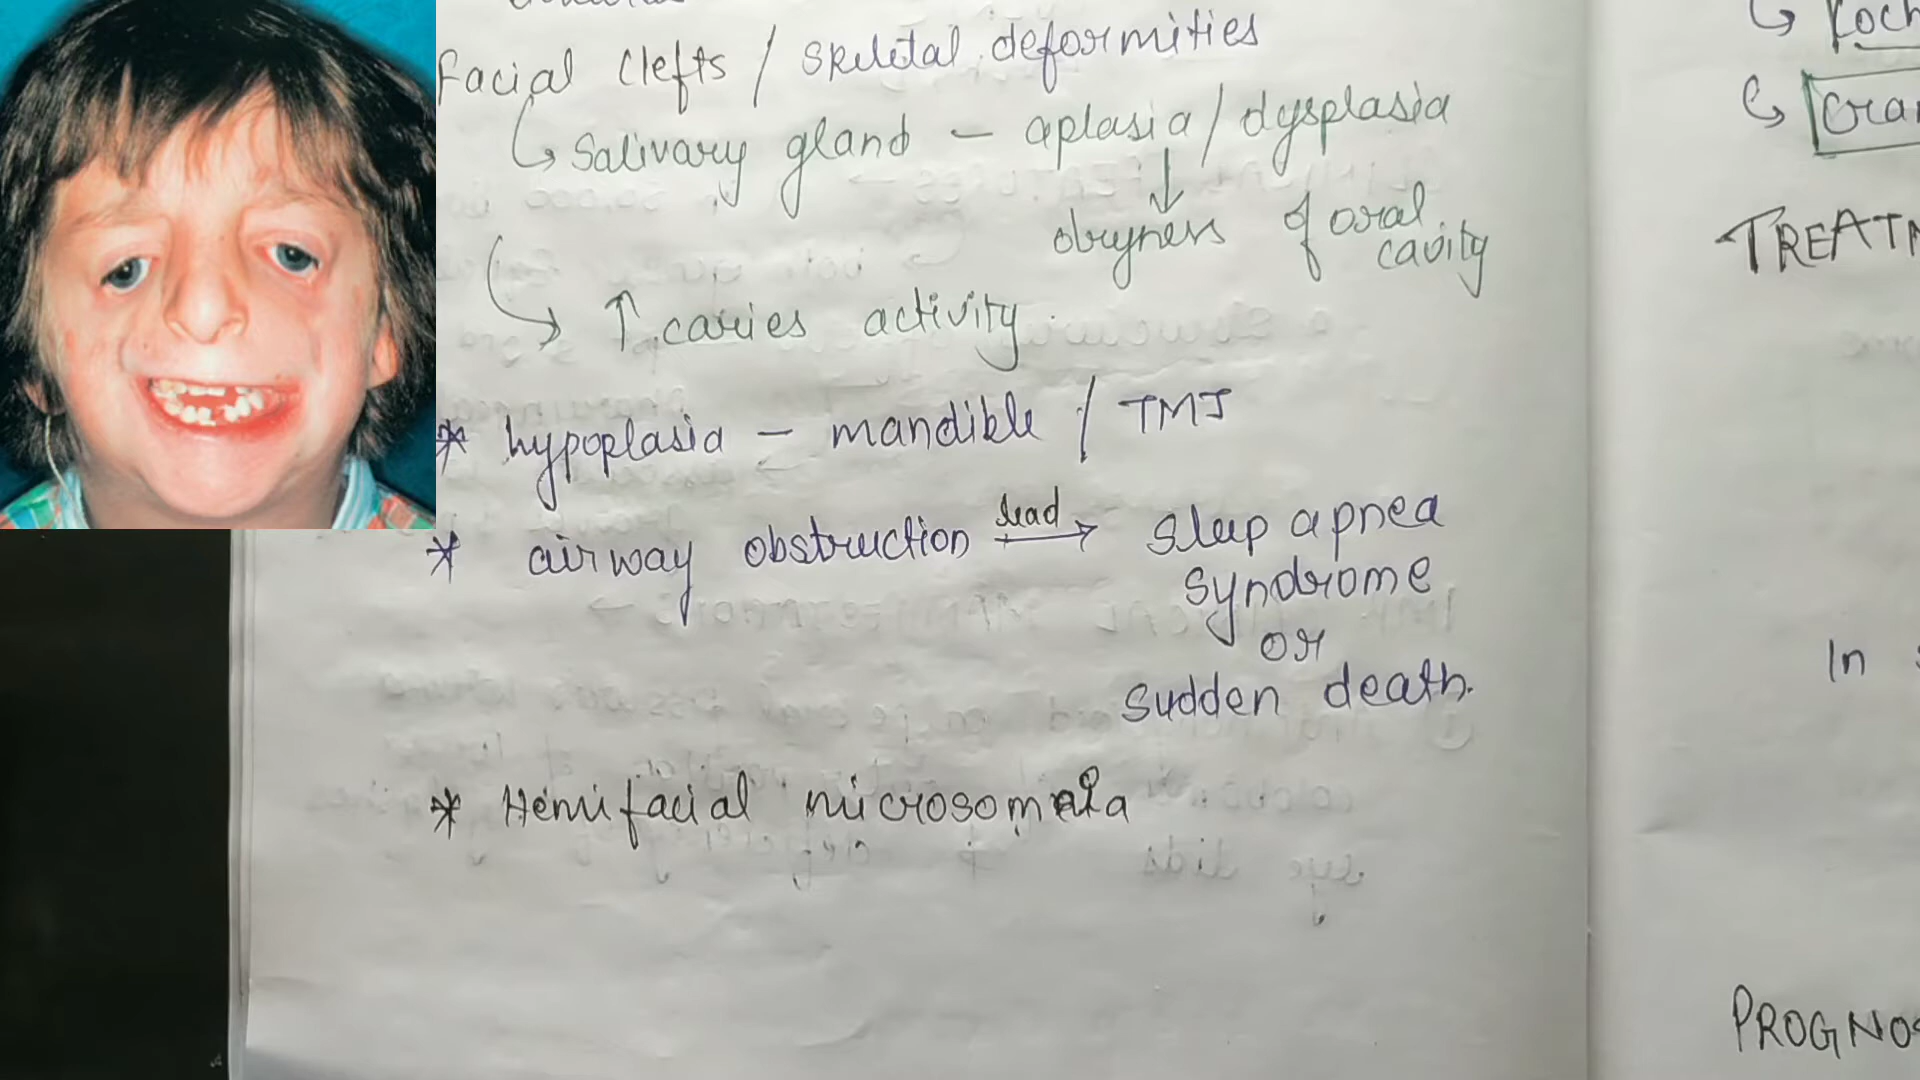 Facial Clefts / Skeletal deformities
↳ Salivary gland – aplasia / dysplasia
↓
dryness of oral
cavity
→ ↑ caries activity.
* hypoplasia – mandible / TMJ
* airway obstruction lead → sleep apnea
syndrome
or
sudden death.
* Hemifacial microsomia
↳
↳
TREAT
In
PROGNOS